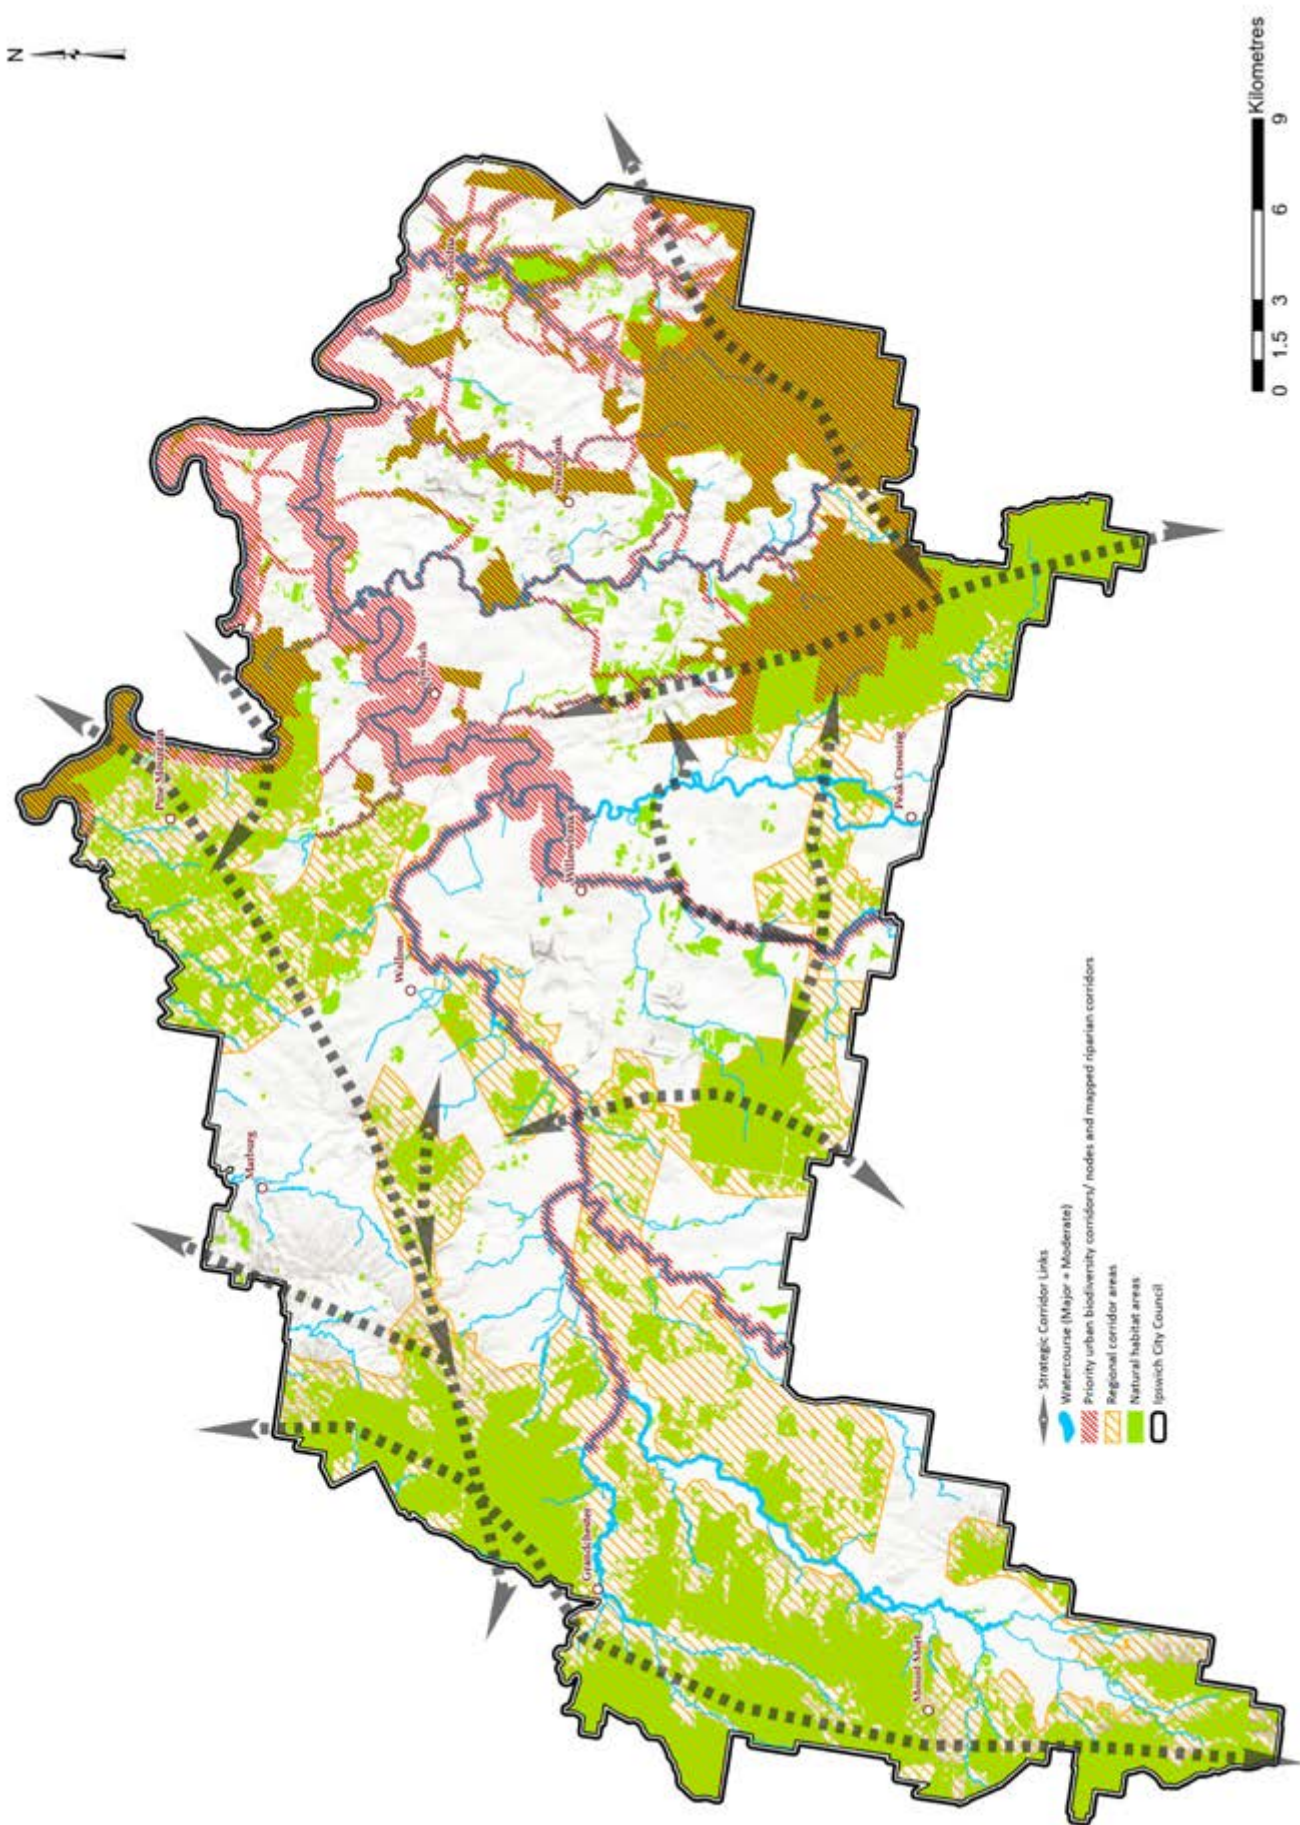 N
Pine Mountain
Marburg
Walloon
Ipswich
Goodna
Swanbank
Willowbank
Grandchester
Peak Crossing
Mount Mort
Strategic Corridor Links
Watercourse (Major + Moderate)
Priority urban biodiversity corridors/ nodes and mapped riparian corridors
Regional corridor areas
Natural habitat areas
Ipswich City Council
Kilometres
0 1.5 3 6 9